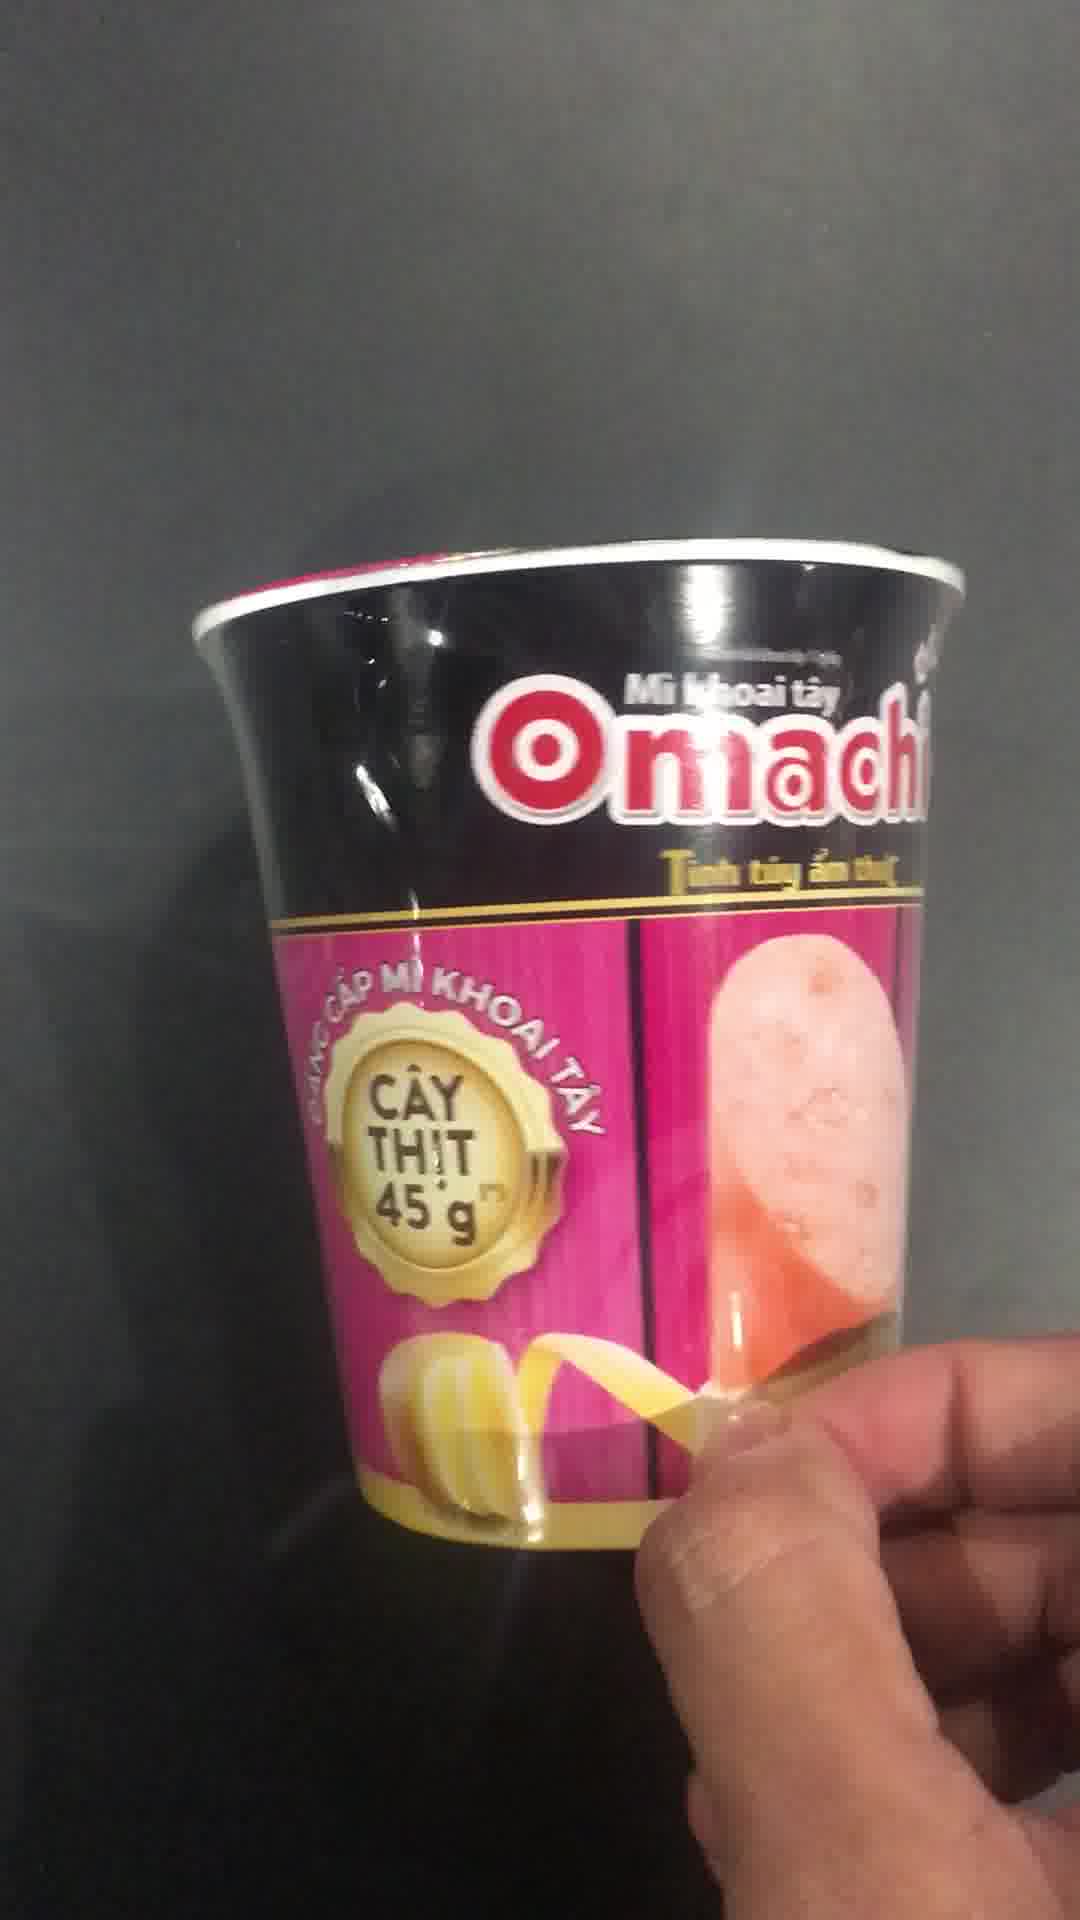 Mì khoai tây
Omachi
Tinh túy ẩm thực
ĐẲNG CẤP MÌ KHOAI TÂY
CÂY
THỊT
45 g